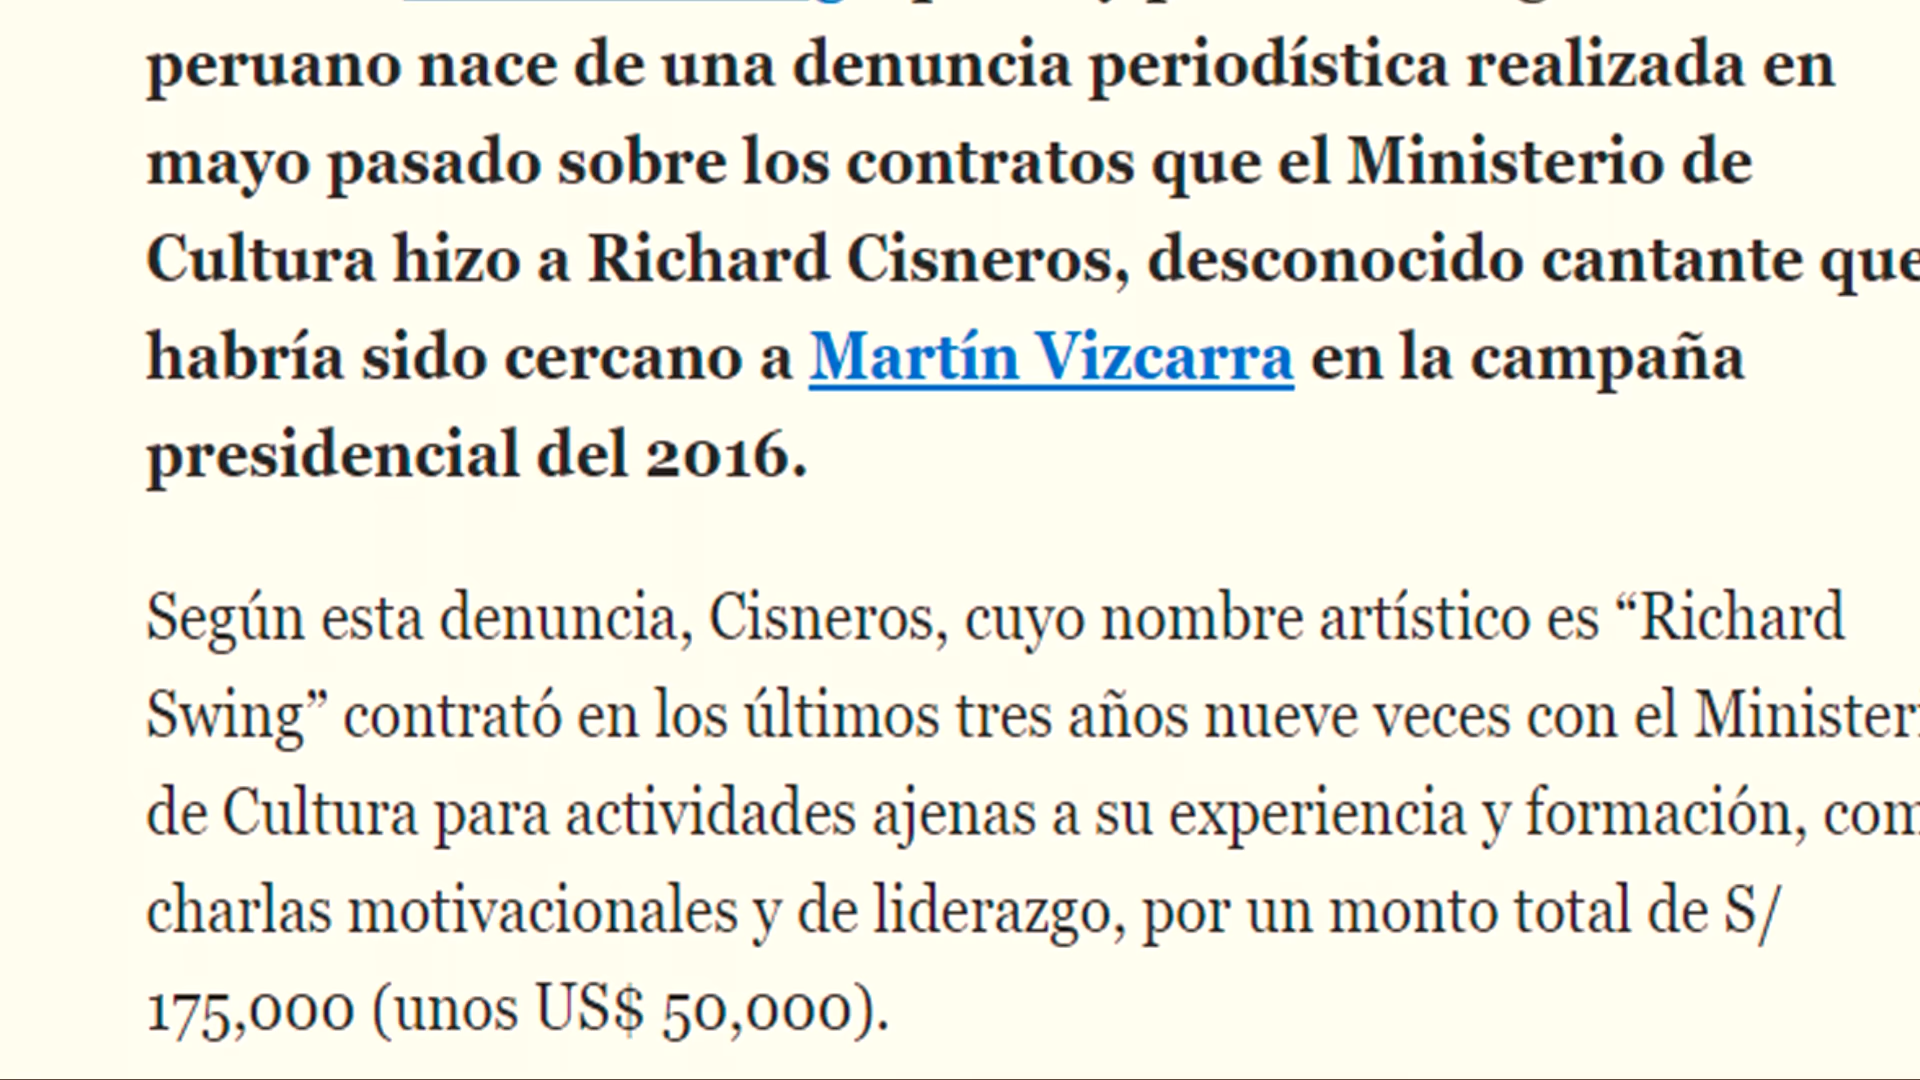 peruano nace de una denuncia periodística realizada en
mayo pasado sobre los contratos que el Ministerio de
Cultura hizo a Richard Cisneros, desconocido cantante que
habría sido cercano a Martín Vizcarra en la campaña
presidencial del 2016.
Según esta denuncia, Cisneros, cuyo nombre artístico es “Richard
Swing” contrató en los últimos tres años nueve veces con el
de Cultura para actividades ajenas a su experiencia y formación,
charlas motivacionales y de liderazgo, por un monto total de S/
175,000 (unos US$ 50,000).